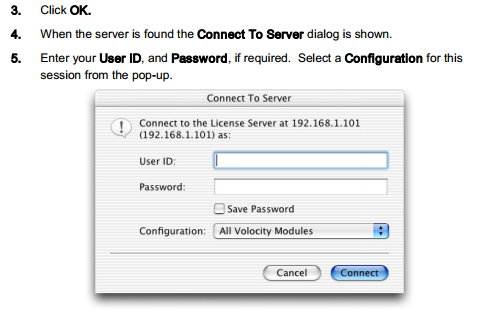 3. Click OK.
4. When the server is found the Connect To Server dialog is shown.
5. Enter your User ID, and Password, if required. Select a Configuration for this
session from the pop-up.
Connect To Server
Connect to the License Server at 192.168.1.101
(192.168.1.101) as:
User ID:
Password:
Save Password
Configuration: All Volocity Modules
Cancel Connect